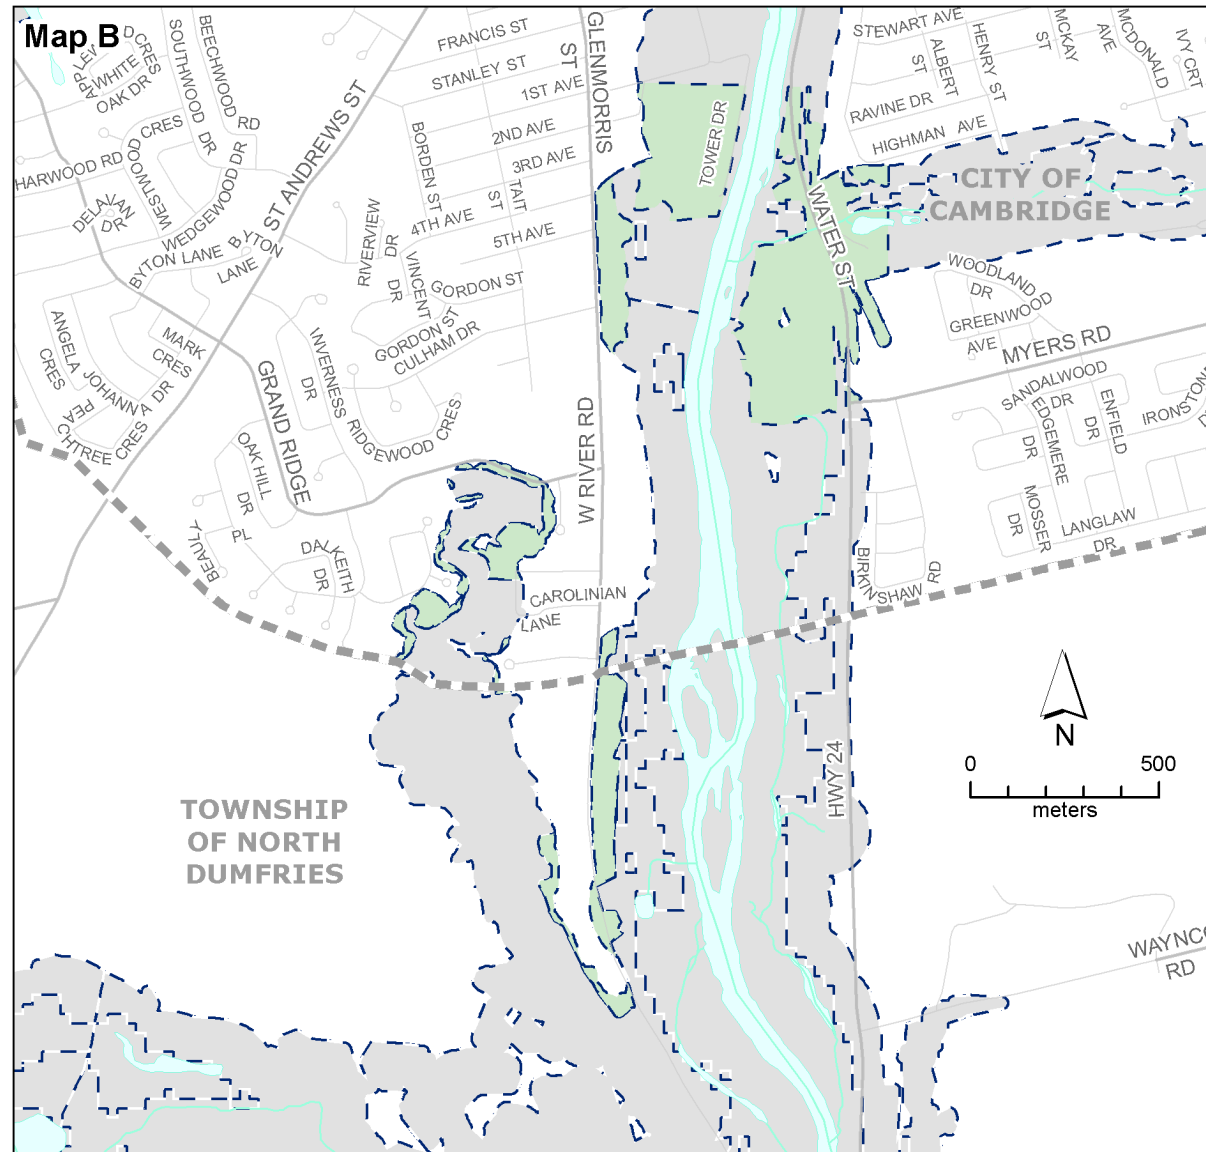 Map B
APPLEWOOD CRES
WHITE
OAK DR
SOUTHWOOD DR
BEECHWOOD RD
HARWOOD RD
WESTWOOD
CRES
DELAVAN
DR
WEDGEWOOD DR
BYTON LANE
BYTON
LANE
ST ANDREWS ST
FRANCIS ST
STANLEY ST
1ST AVE
2ND AVE
3RD AVE
4TH AVE
5TH AVE
BORDEN ST
TAIT
ST
GLENMORRIS
ST
RIVERVIEW
DR
VINCENT
DR
GORDON ST
GORDON ST
CULHAM DR
TOWER DR
WATER ST
STEWART AVE
ALBERT
ST
HENRY ST
MCKAY
ST
MCDONALD
AVE
IVY CRT
RAVINE DR
HIGHMAN AVE
CITY OF
CAMBRIDGE
WOODLAND
DR
GREENWOOD
AVE
MYERS RD
SANDALWOOD
DR
EDGEMERE
DR
ENFIELD
DR
MOSSER
DR
LANGLAW
DR
BIRKINSHAW RD
ANGELA
CRES
JOHANNA DR
MARK
CRES
PEACHTREE CRES
GRAND RIDGE
INVERNESS
DR
RIDGEWOOD CRES
OAK HILL
DR
BEAULY
PL
DALKEITH
DR
W RIVER RD
CAROLINIAN
LANE
HWY 24
N
0 500
meters
TOWNSHIP
OF NORTH
DUMFRIES
RD